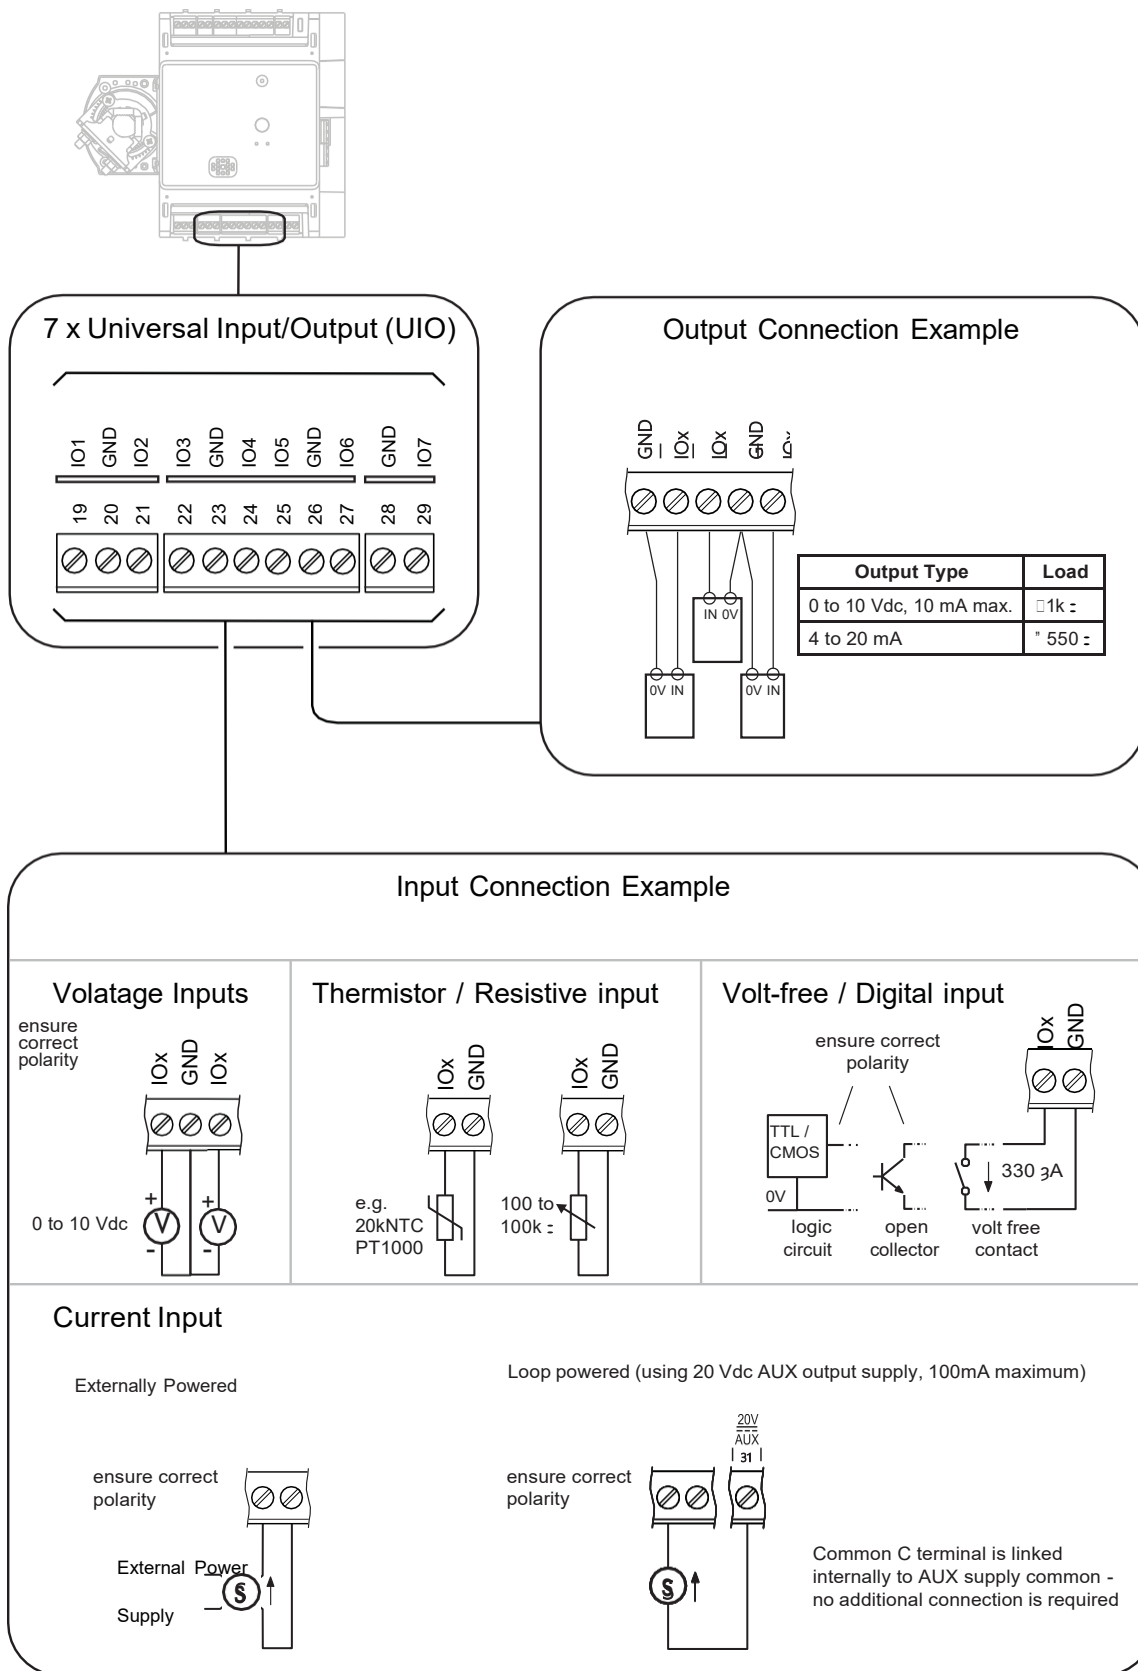 7 x Universal Input/Output (UIO)
IO1 GND IO2 IO3 GND IO4 IO5 GND IO6 GND IO7
19 20 21 22 23 24 25 26 27 28 29
Output Connection Example
GND IOx IOx GND IOx
IN 0V
0V IN
0V IN
Output Type Load
0 to 10 Vdc, 10 mA max. 1k
4 to 20 mA 550
Input Connection Example
Volatage Inputs
ensure
correct
polarity
IOx GND IOx
+ +
V V
- -
0 to 10 Vdc
Thermistor / Resistive input
IOx GND
IOx GND
e.g.
20kNTC
PT1000
100 to
100k
Volt-free / Digital input
ensure correct
polarity
IOx GND
TTL /
CMOS
0V
330 ȝA
logic
circuit
open
collector
volt free
contact
Current Input
Externally Powered
ensure correct
polarity
External Power
Supply
S
Loop powered (using 20 Vdc AUX output supply, 100mA maximum)
20V
AUX
31
ensure correct
polarity
S
Common C terminal is linked
internally to AUX supply common -
no additional connection is required